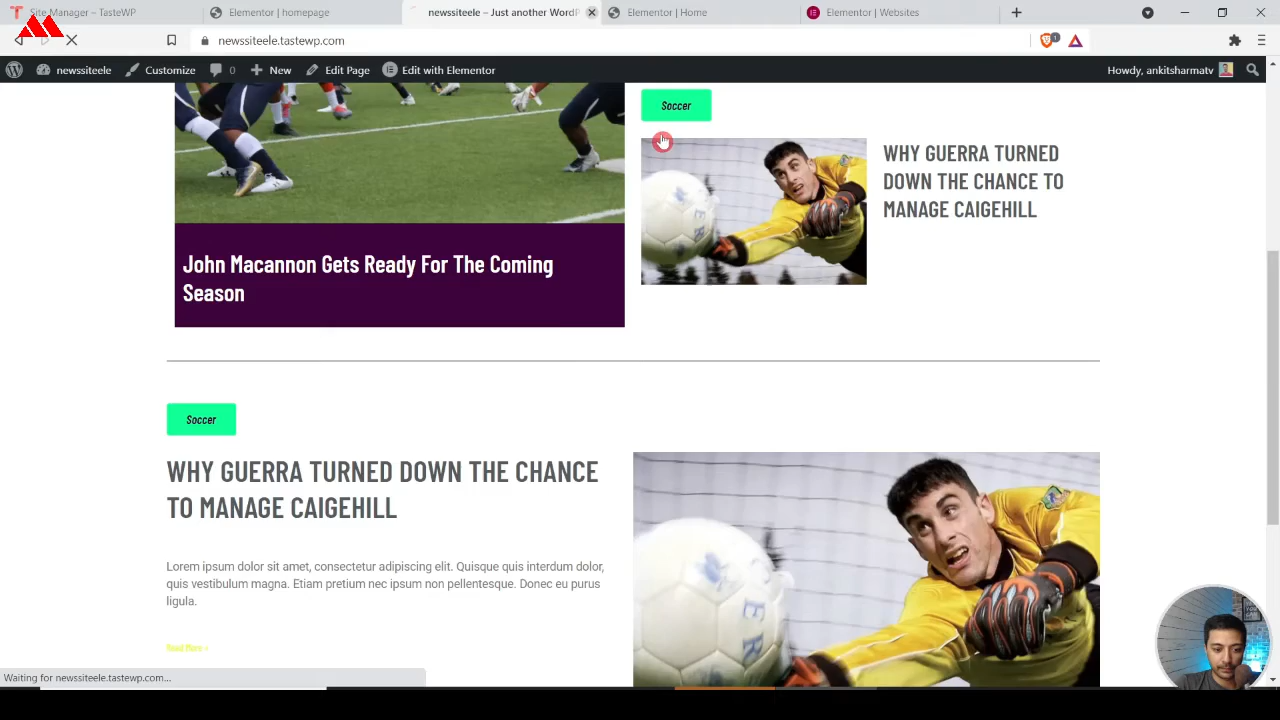 Site Manager – TasteWP
Elementor | homepage
newssiteele – Just another WordP
Elementor | Home
Elementor | Websites
newssiteele.tastewp.com
1
newssiteele
Customize
0
New
Edit Page
Edit with Elementor
Howdy, ankitsharmatv
Soccer
WHY GUERRA TURNED
DOWN THE CHANCE TO
MANAGE CAIGEHILL
John Macannon Gets Ready For The Coming
Season
Soccer
WHY GUERRA TURNED DOWN THE CHANCE
TO MANAGE CAIGEHILL
Lorem ipsum dolor sit amet, consectetur adipiscing elit. Quisque quis interdum dolor,
quis vestibulum magna. Etiam pretium nec ipsum non pellentesque. Donec eu purus
ligula.
Read More »
Waiting for newssiteele.tastewp.com...